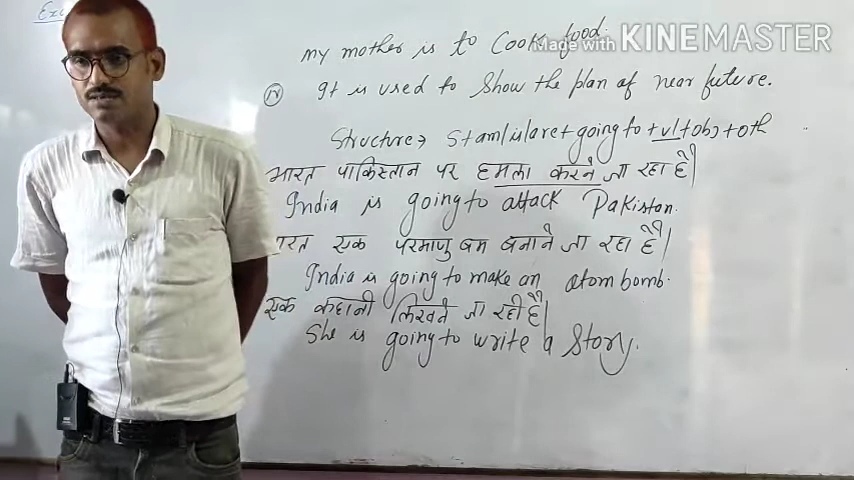 Exc
my mother is to Cook food.
Made with KINEMASTER
IV It is used to Show the plan of near future.
Structure → S+am/is/are+going to+v1+obj+oth
भारत पाकिस्तान पर हमला करने जा रहा है|
India is going to attack Pakistan.
ारत एक परमाणु बम बनाने जा रहा है|
India is going to make an atom bomb.
एक कहानी लिखने जा रही है|
She is going to write a Story.